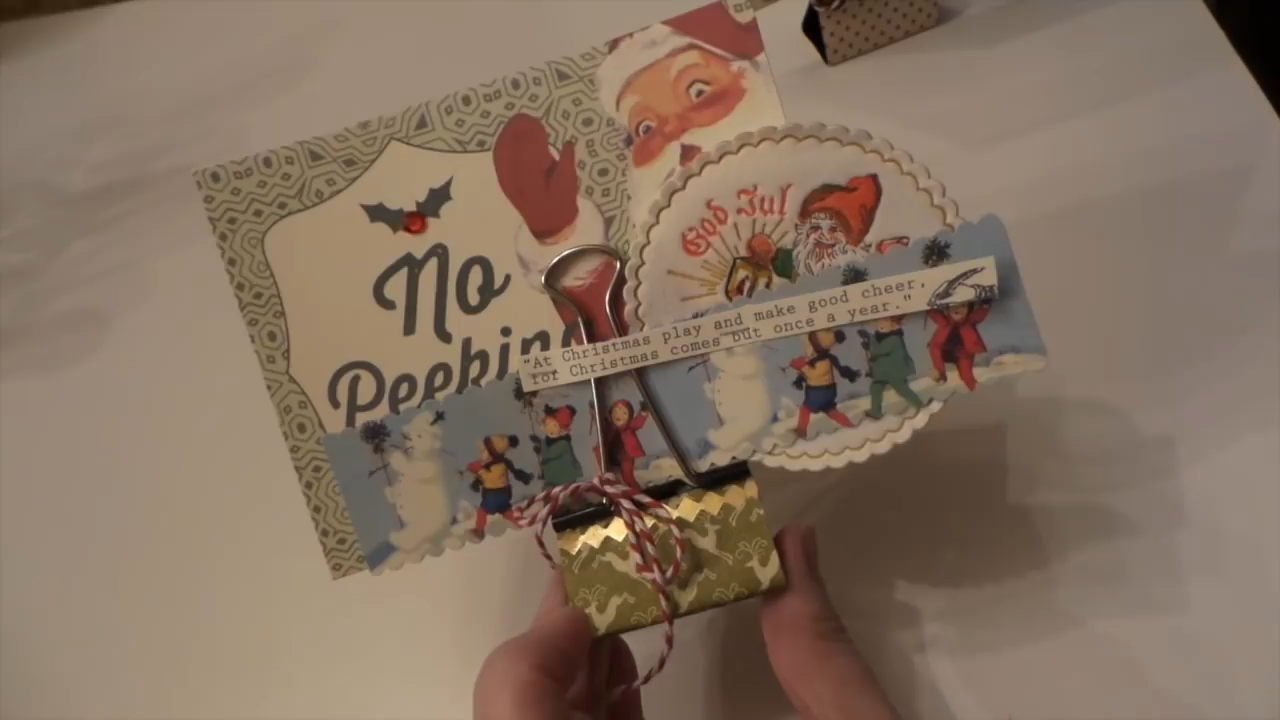 No
Peekin
God Jul
"At Christmas play and make good cheer,
for Christmas comes but once a year."